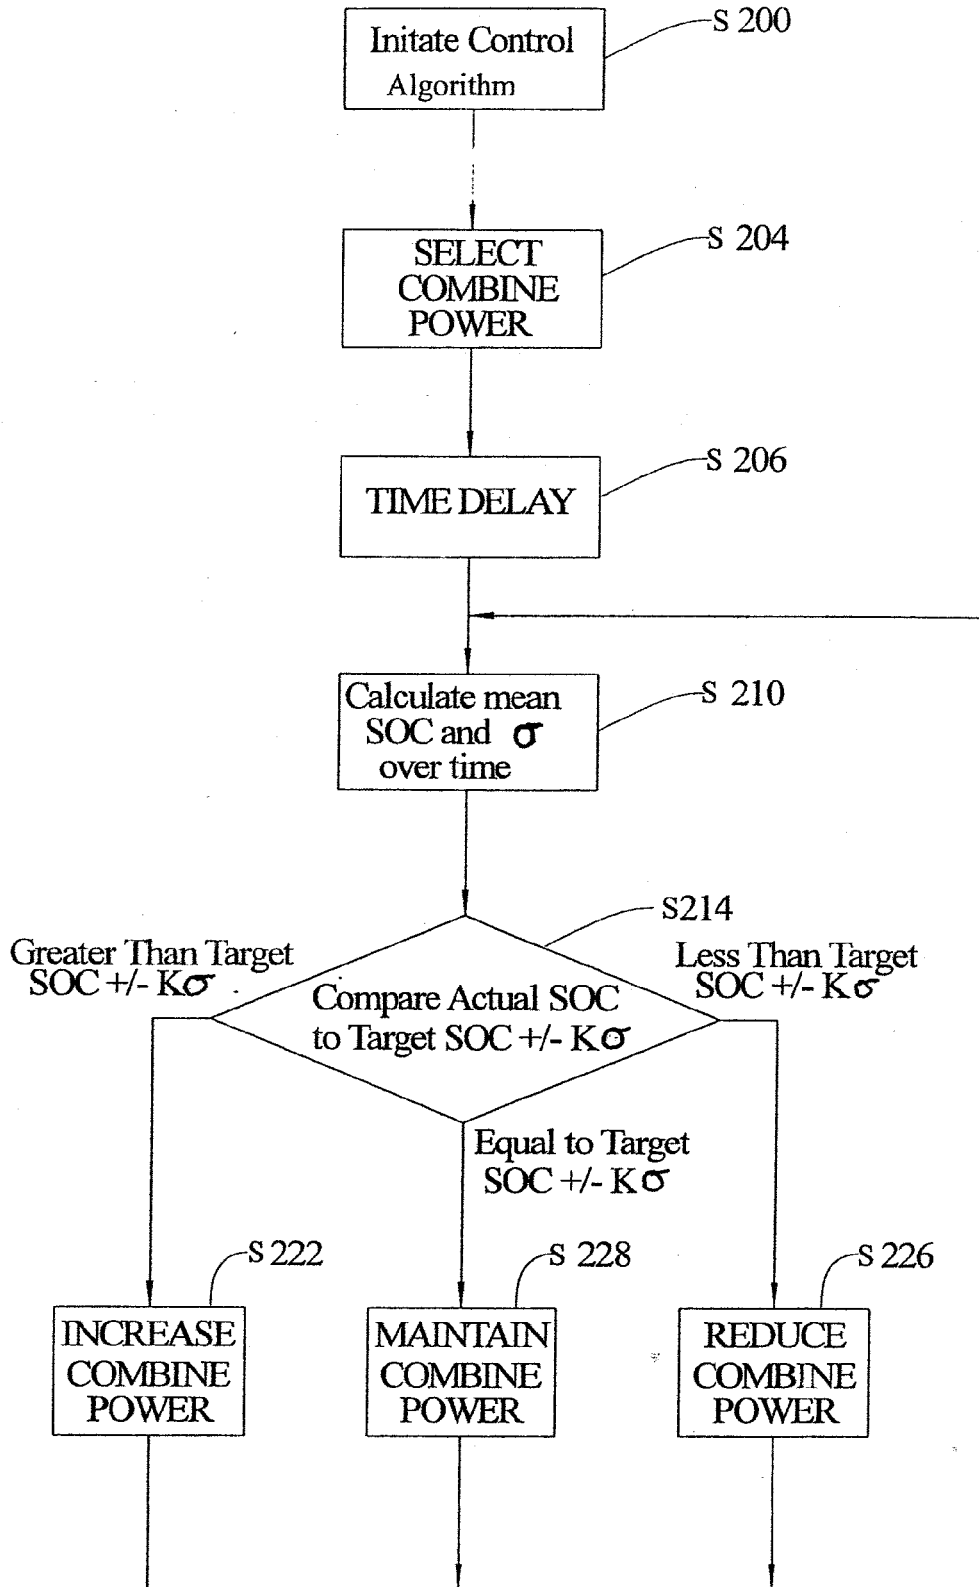 Initate Control
Algorithm
S 200
SELECT
COMBINE
POWER
S 204
TIME DELAY
S 206
Calculate mean
SOC and σ
over time
S 210
S214
Greater Than Target
SOC +/- Kσ
Compare Actual SOC
to Target SOC +/- Kσ
Less Than Target
SOC +/- Kσ
Equal to Target
SOC +/- Kσ
S 222
INCREASE
COMBINE
POWER
S 228
MAINTAIN
COMBINE
POWER
S 226
REDUCE
COMBINE
POWER